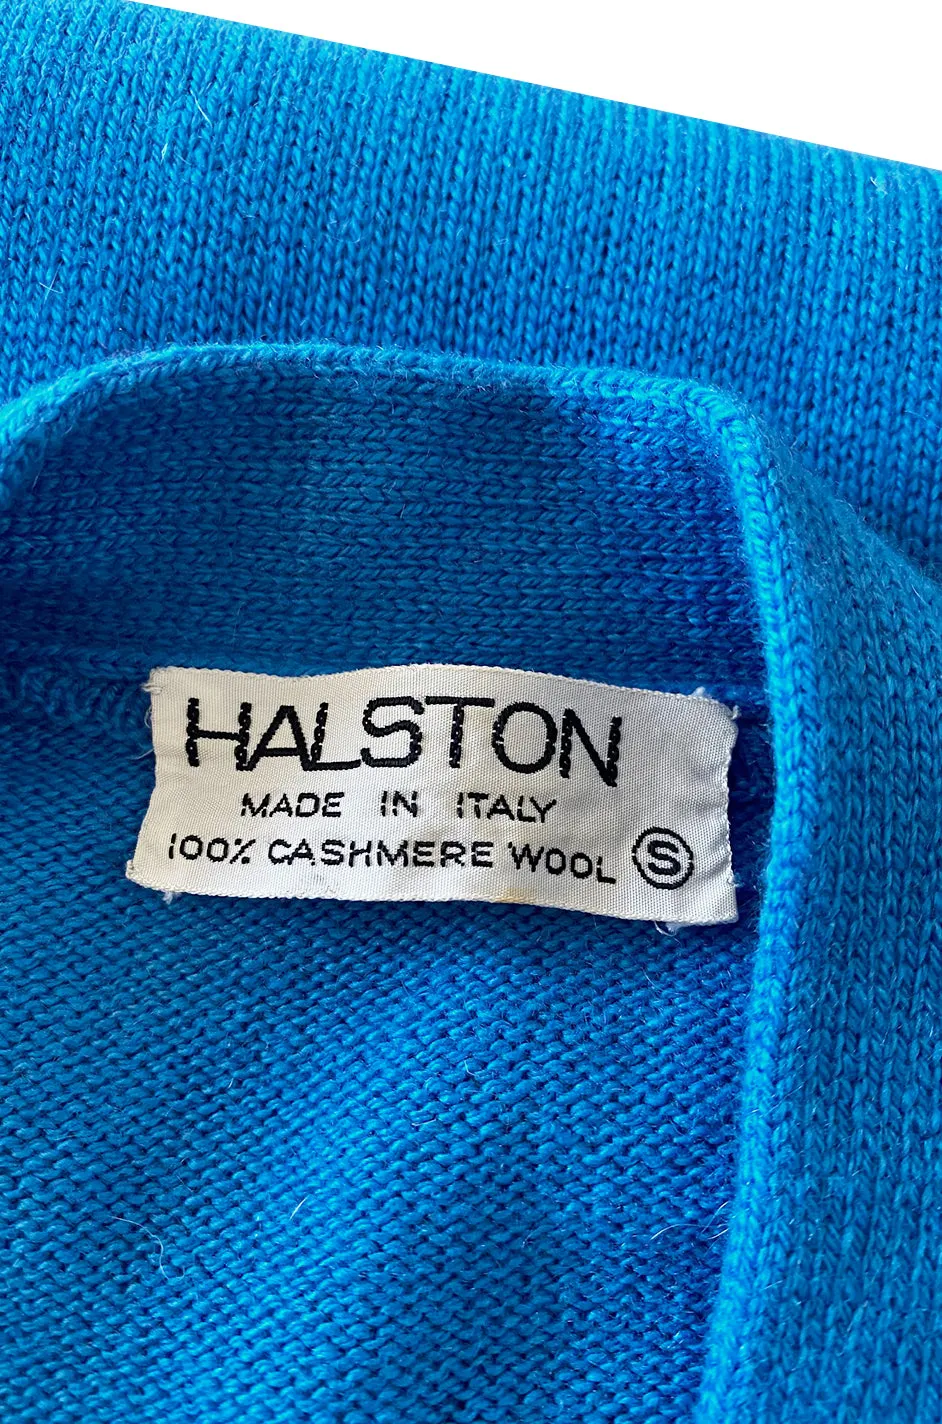 HALSTON
MADE IN ITALY
100% CASHMERE WOOL S